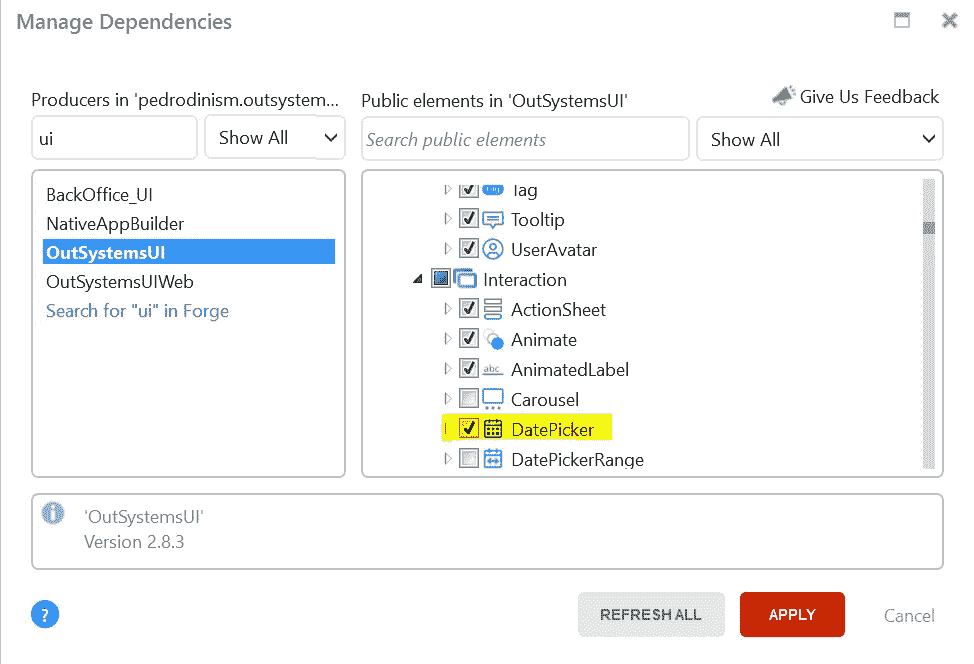 Manage Dependencies
Producers in 'pedrodinism.outsystem...
Public elements in 'OutSystemsUI'
Give Us Feedback
ui
Show All
Search public elements
Show All
BackOffice_UI
NativeAppBuilder
OutSystemsUI
OutSystemsUIWeb
Search for "ui" in Forge
Tag
Tooltip
UserAvatar
Interaction
ActionSheet
Animate
abc
AnimatedLabel
Carousel
DatePicker
DatePickerRange
'OutSystemsUI'
Version 2.8.3
?
REFRESH ALL
APPLY
Cancel